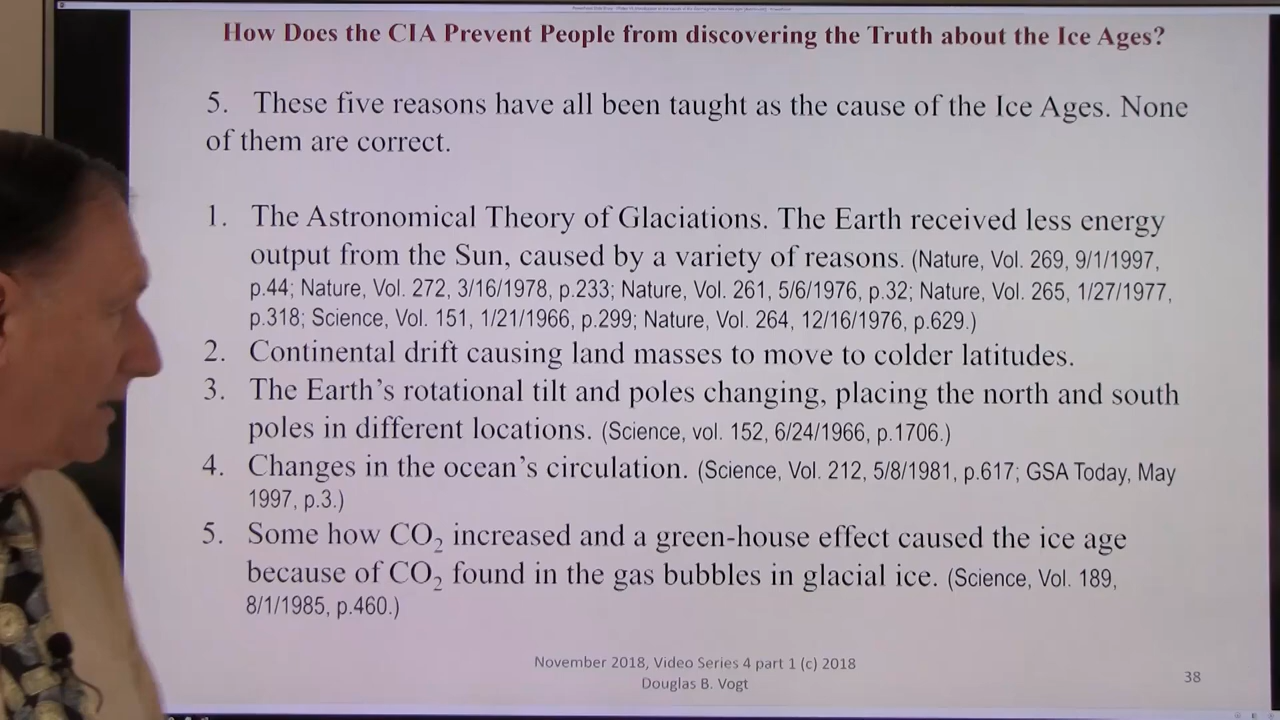 How Does the CIA Prevent People from discovering the Truth about the Ice Ages?
5. These five reasons have all been taught as the cause of the Ice Ages. None
of them are correct.
1. The Astronomical Theory of Glaciations. The Earth received less energy
output from the Sun, caused by a variety of reasons. (Nature, Vol. 269, 9/1/1997,
p.44; Nature, Vol. 272, 3/16/1978, p.233; Nature, Vol. 261, 5/6/1976, p.32; Nature, Vol. 265, 1/27/1977,
p.318; Science, Vol. 151, 1/21/1966, p.299; Nature, Vol. 264, 12/16/1976, p.629.)
2. Continental drift causing land masses to move to colder latitudes.
3. The Earth’s rotational tilt and poles changing, placing the north and south
poles in different locations. (Science, vol. 152, 6/24/1966, p.1706.)
4. Changes in the ocean’s circulation. (Science, Vol. 212, 5/8/1981, p.617; GSA Today, May
1997, p.3.)
5. Some how CO₂ increased and a green-house effect caused the ice age
because of CO₂ found in the gas bubbles in glacial ice. (Science, Vol. 189,
8/1/1985, p.460.)
November 2018, Video Series 4 part 1 (c) 2018
Douglas B. Vogt
38